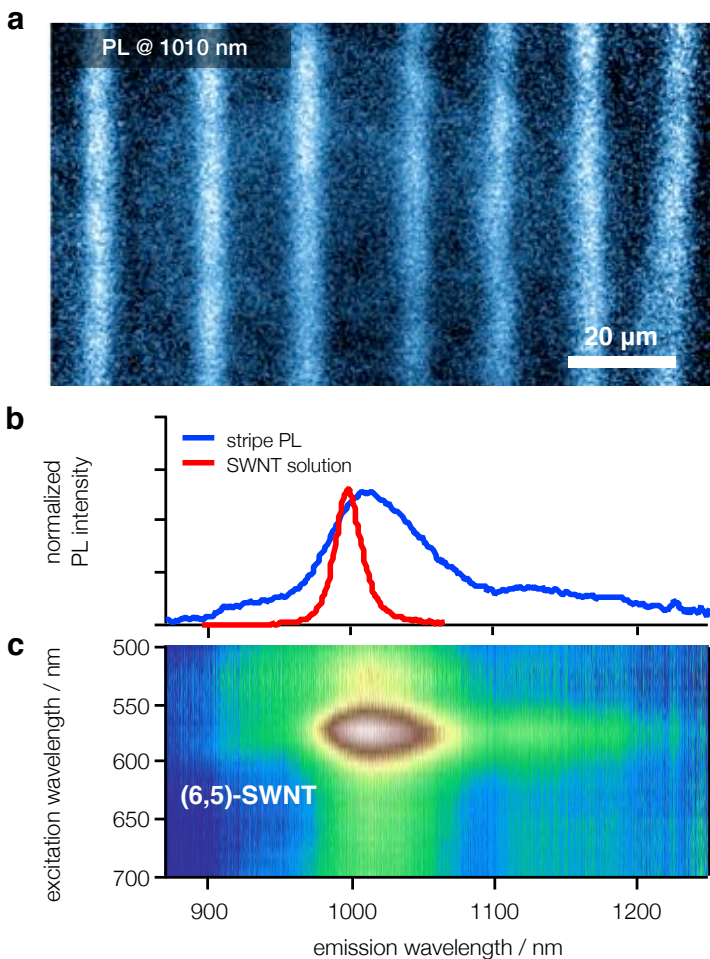 a
PL @ 1010 nm
20 µm
b
normalized
PL intensity
stripe PL
SWNT solution
900
1000
1100
1200
c
excitation wavelength / nm
500
550
600
650
700
(6,5)-SWNT
emission wavelength / nm